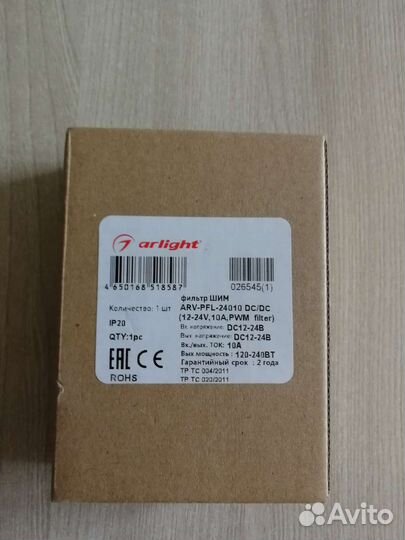 arlight®
4 650168 518587
026545(1)
фильтр ШИМ
Количество: 1 шт
ARV-PFL-24010 DC/DC
(12-24V,10A,PWM filter)
IP20
Вх. напряжение: DC12-24В
QTY:1pc
Вых. напряжение: DC12-24В
Вх./вых. ТОК: 10А
Вых мощность : 120-240ВТ
Гарантийный срок : 2 года
EAC CE
ROHS
ТР ТС 004/2011
ТР ТС 020/2011
Avito